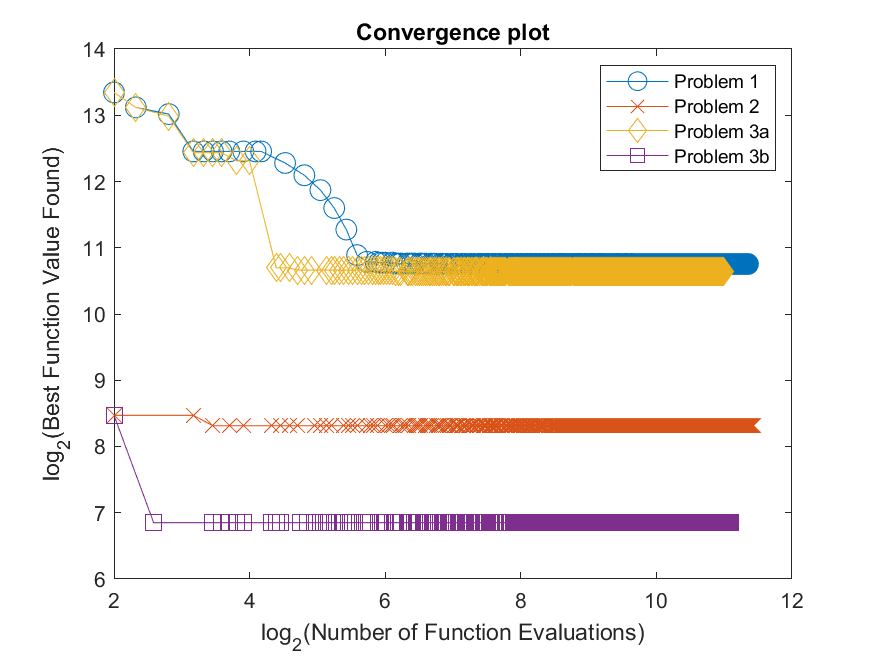 Convergence plot
14
13
12
11
10
9
8
7
6
log2(Best Function Value Found)
Problem 1
Problem 2
Problem 3a
Problem 3b
2
4
6
8
10
12
log2(Number of Function Evaluations)